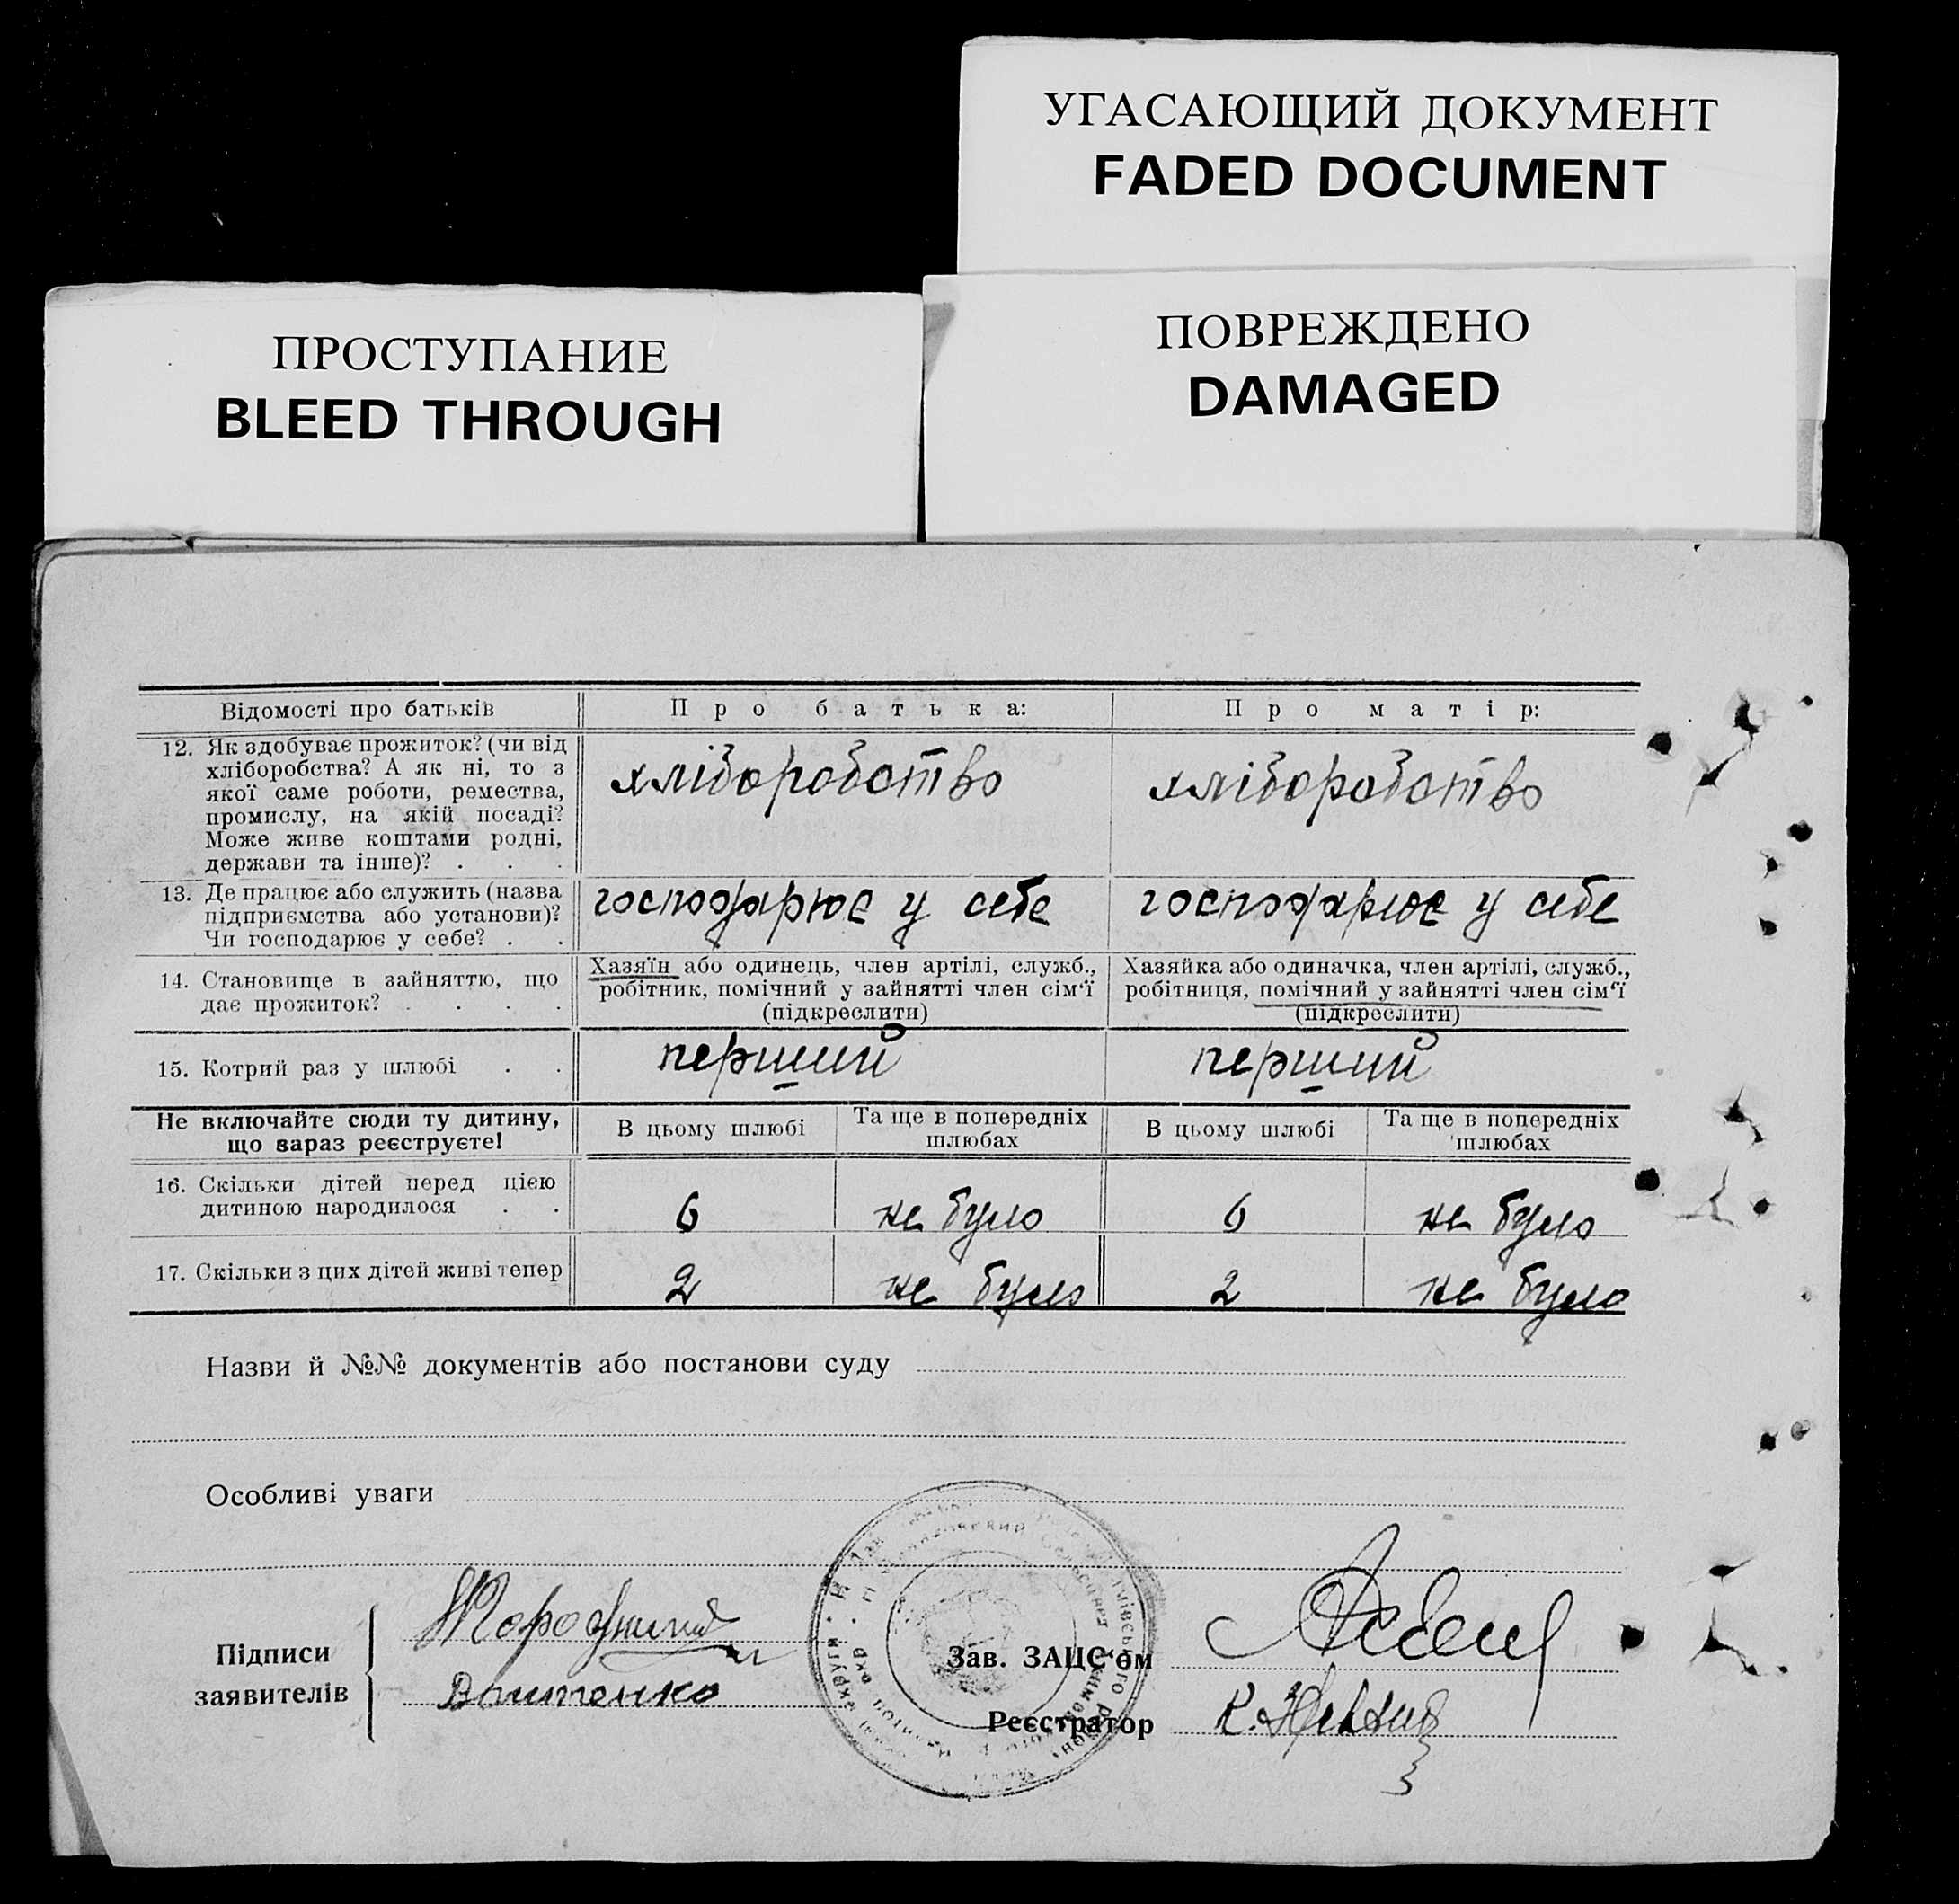 УГАСАЮЩИЙ ДОКУМЕНТ
FADED DOCUMENT
ПОВРЕЖДЕНО
DAMAGED
ПРОСТУПАНИЕ
BLEED THROUGH
Відомості про батьків
Про батька:
Про матір:
12. Як здобуває прожиток? (чи від
хліборобства? А як ні, то з
якої саме роботи, ремества,
промислу, на якій посаді?
Може живе коштами родні,
держави та інше)? . . .
хліборобство
хліборобство
13. Де працює або служить (назва
підприємства або установи)?
Чи господарює у себе? . .
господарює у себе
господарює у себе
14. Становище в зайняттю, що
дає прожиток? . . . .
Хазяїн або одинець, член артілі, служб.,
робітник, помічний у зайнятті член сім'ї
(підкреслити)
Хазяйка або одиначка, член артілі, служб.,
робітниця, помічний у зайнятті член сім'ї
(підкреслити)
15. Котрий раз у шлюбі . .
перший
перший
Не включайте сюди ту дитину,
що зараз реєструєте!
В цьому шлюбі
Та ще в попередніх
шлюбах
В цьому шлюбі
Та ще в попередніх
шлюбах
16. Скільки дітей перед цією
дитиною народилося . .
6
не було
6
не було
17. Скільки з цих дітей живі тепер
2
не було
2
не було
Назви й №№ документів або постанови суду
Особливі уваги
Підписи
заявителів
Зав. ЗАЦС'ом
Реєстратор
К.